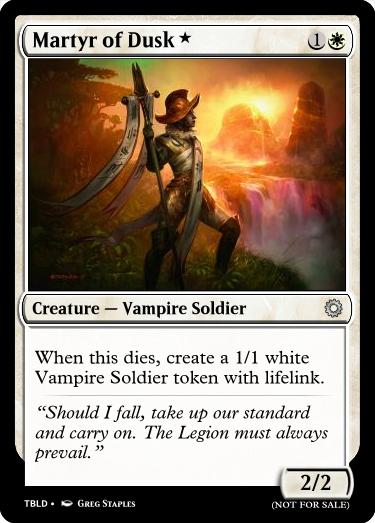 Martyr of Dusk ★ 1
Creature — Vampire Soldier
When this dies, create a 1/1 white
Vampire Soldier token with lifelink.
“Should I fall, take up our standard
and carry on. The Legion must always
prevail.”
2/2
TBLD • Greg Staples
(NOT FOR SALE)